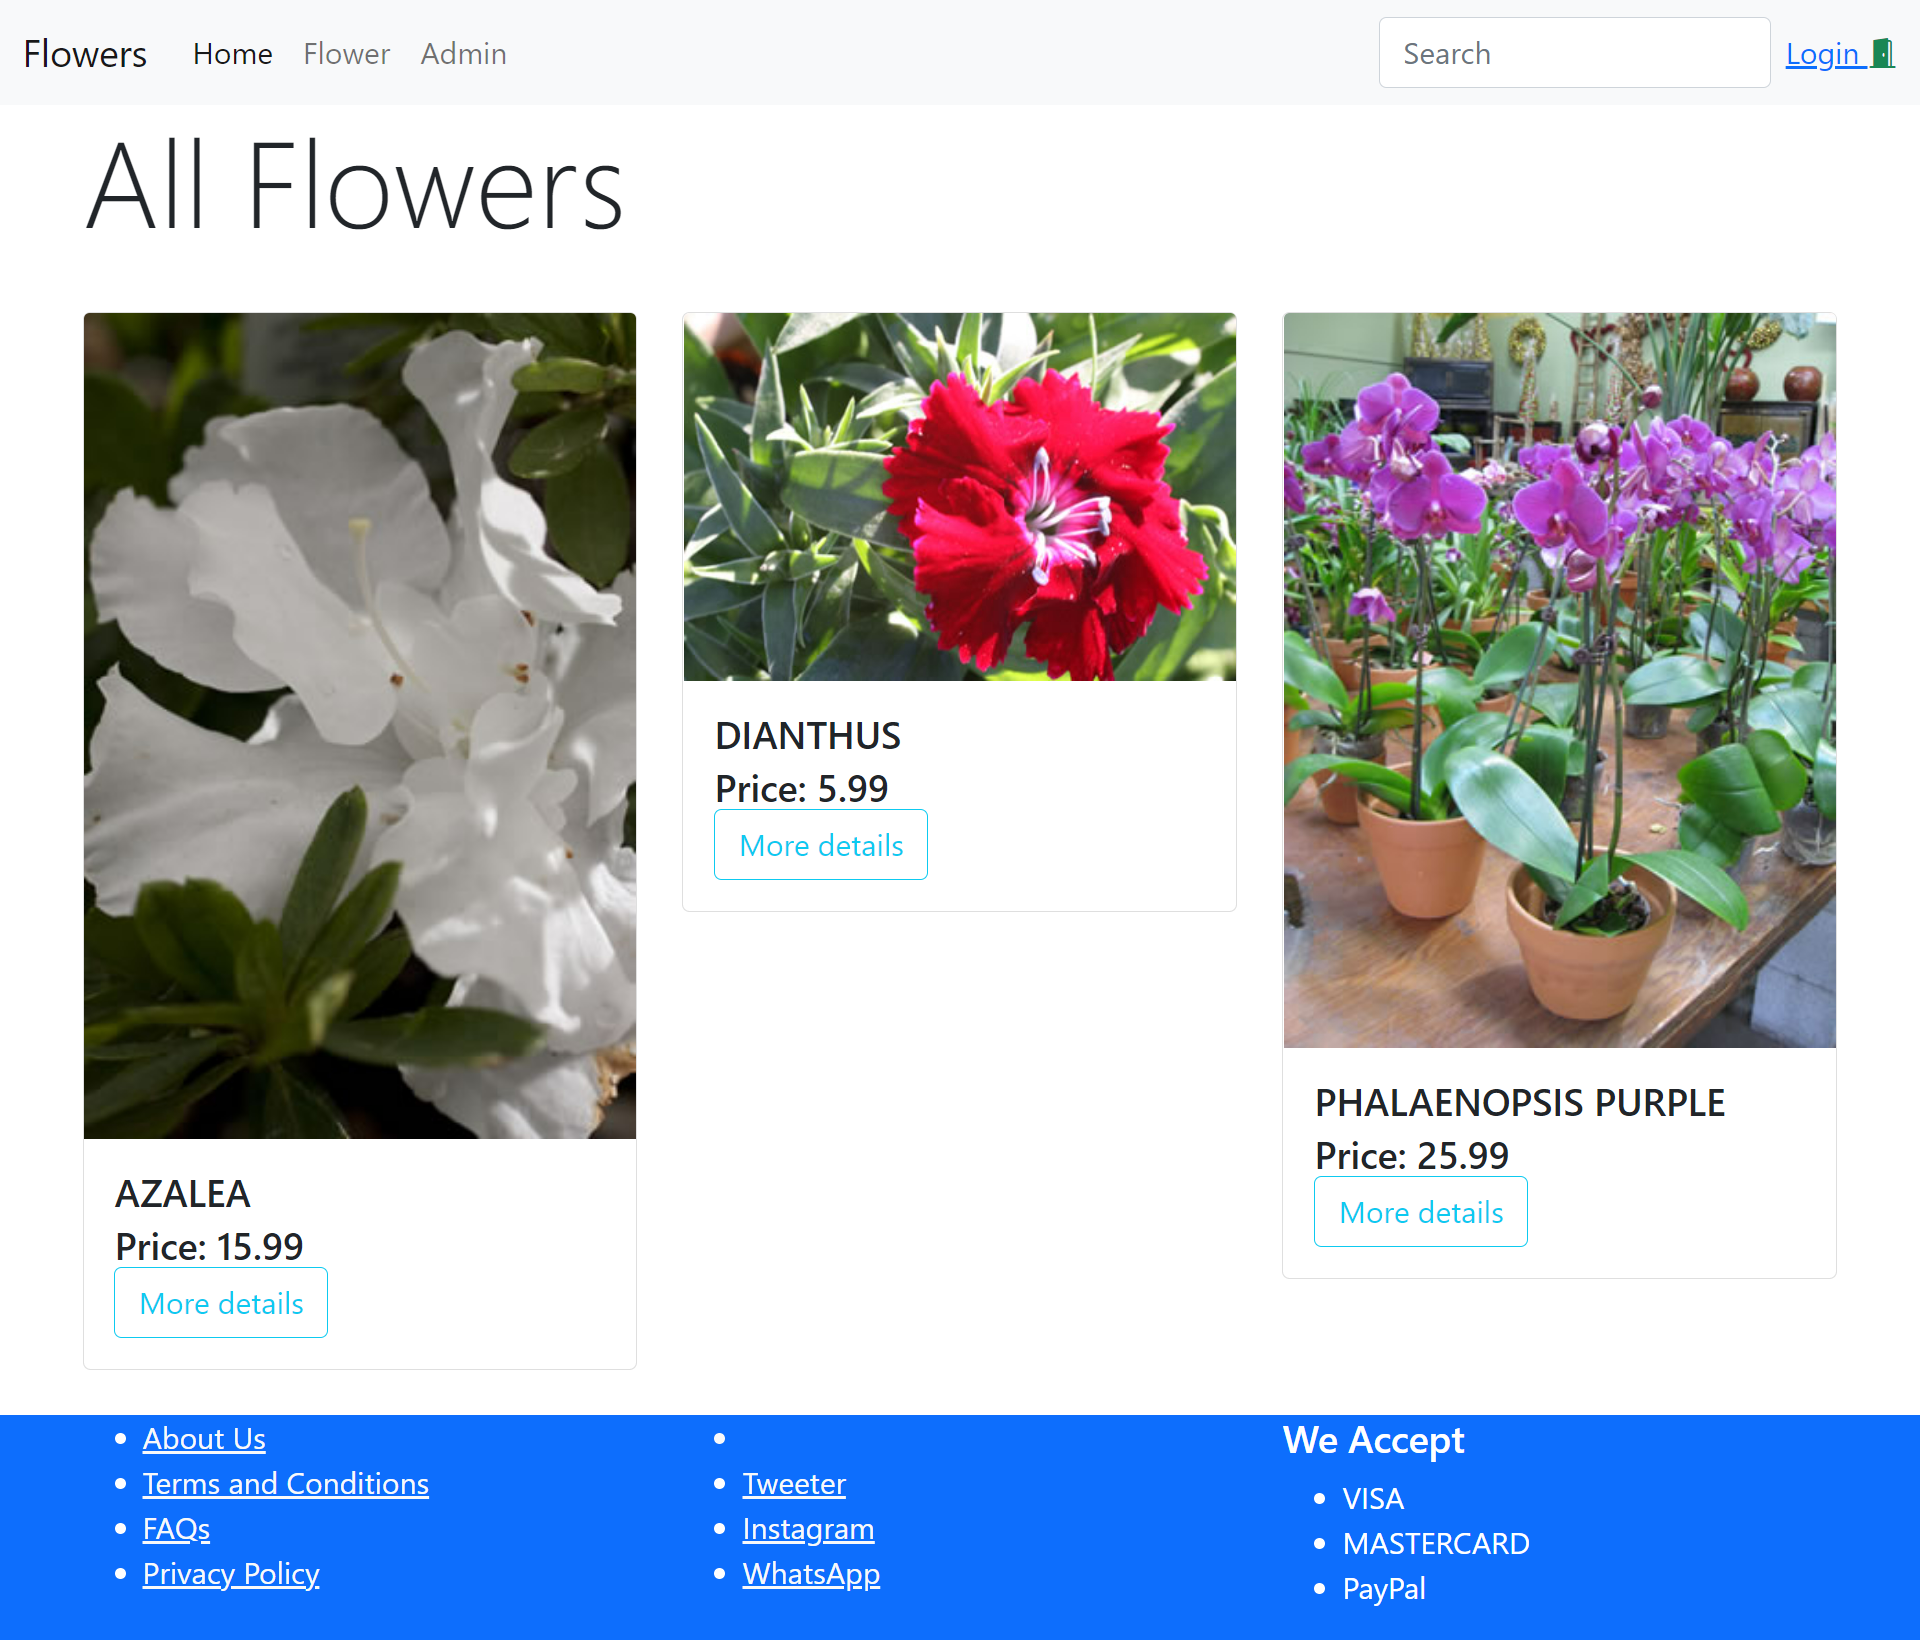 Flowers
Home
Flower
Admin
Search
Login
All Flowers
AZALEA
Price: 15.99
More details
DIANTHUS
Price: 5.99
More details
PHALAENOPSIS PURPLE
Price: 25.99
More details
About Us
Terms and Conditions
FAQs
Privacy Policy
Tweeter
Instagram
WhatsApp
We Accept
VISA
MASTERCARD
PayPal